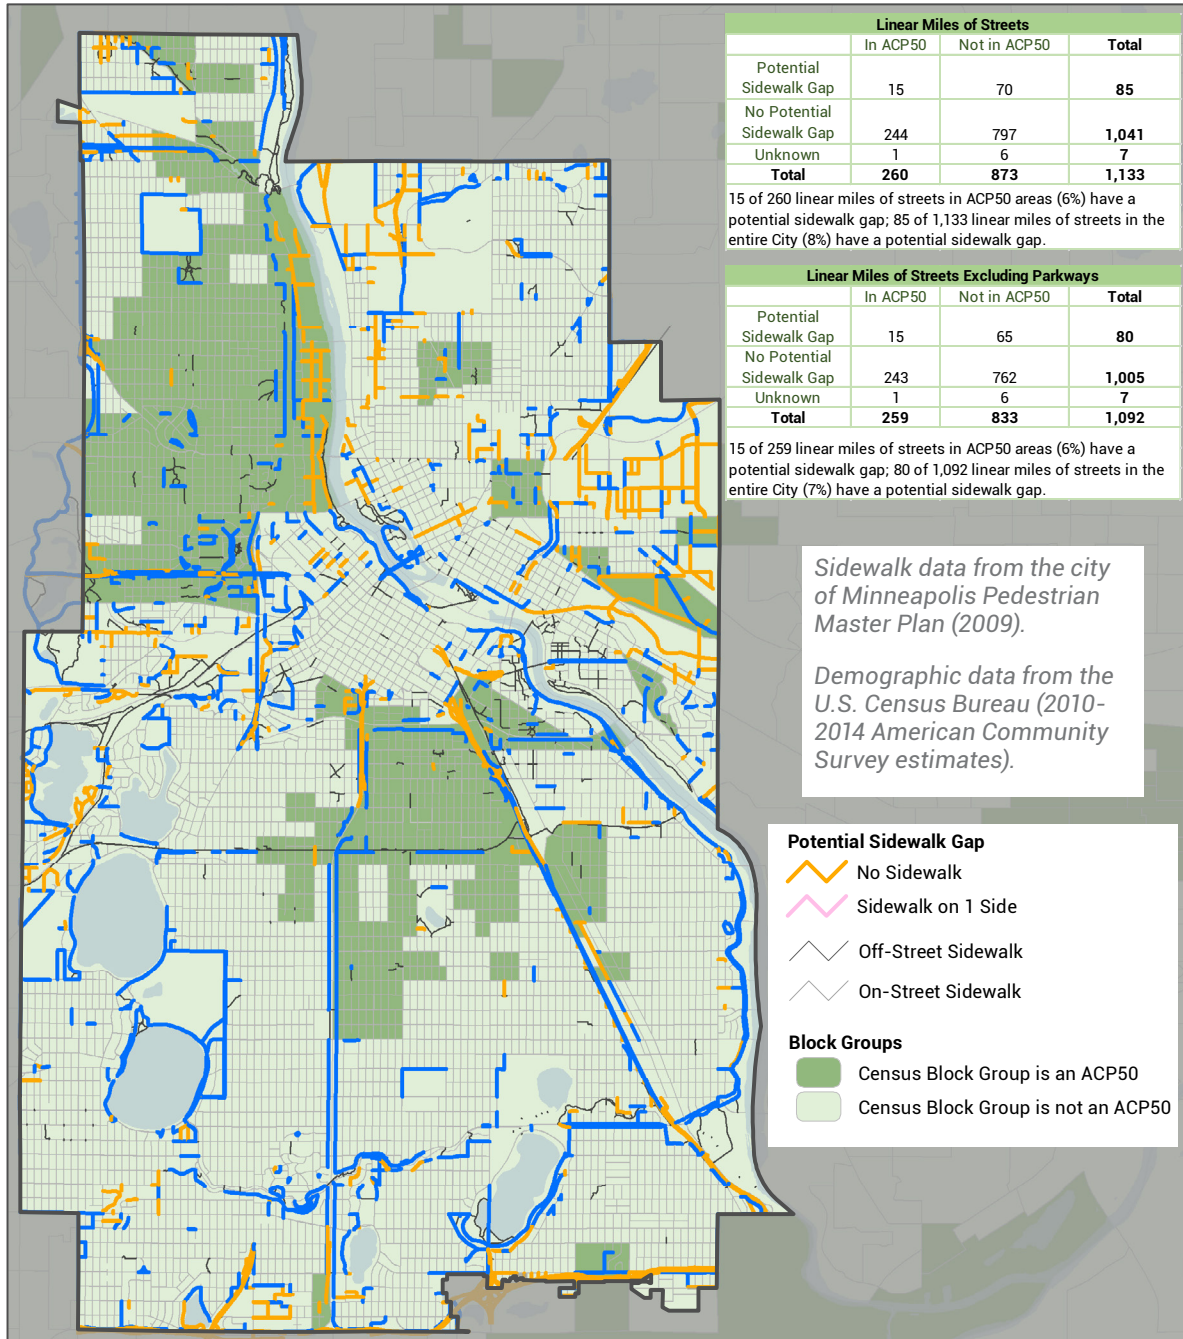 Linear Miles of Streets
In ACP50 Not in ACP50 Total
Potential
Sidewalk Gap 15 70 85
No Potential
Sidewalk Gap 244 797 1,041
Unknown 1 6 7
Total 260 873 1,133
15 of 260 linear miles of streets in ACP50 areas (6%) have a
potential sidewalk gap; 85 of 1,133 linear miles of streets in the
entire City (8%) have a potential sidewalk gap.
Linear Miles of Streets Excluding Parkways
In ACP50 Not in ACP50 Total
Potential
Sidewalk Gap 15 65 80
No Potential
Sidewalk Gap 243 762 1,005
Unknown 1 6 7
Total 259 833 1,092
15 of 259 linear miles of streets in ACP50 areas (6%) have a
potential sidewalk gap; 80 of 1,092 linear miles of streets in the
entire City (7%) have a potential sidewalk gap.
Sidewalk data from the city
of Minneapolis Pedestrian
Master Plan (2009).
Demographic data from the
U.S. Census Bureau (2010-
2014 American Community
Survey estimates).
Potential Sidewalk Gap
No Sidewalk
Sidewalk on 1 Side
Off-Street Sidewalk
On-Street Sidewalk
Block Groups
Census Block Group is an ACP50
Census Block Group is not an ACP50